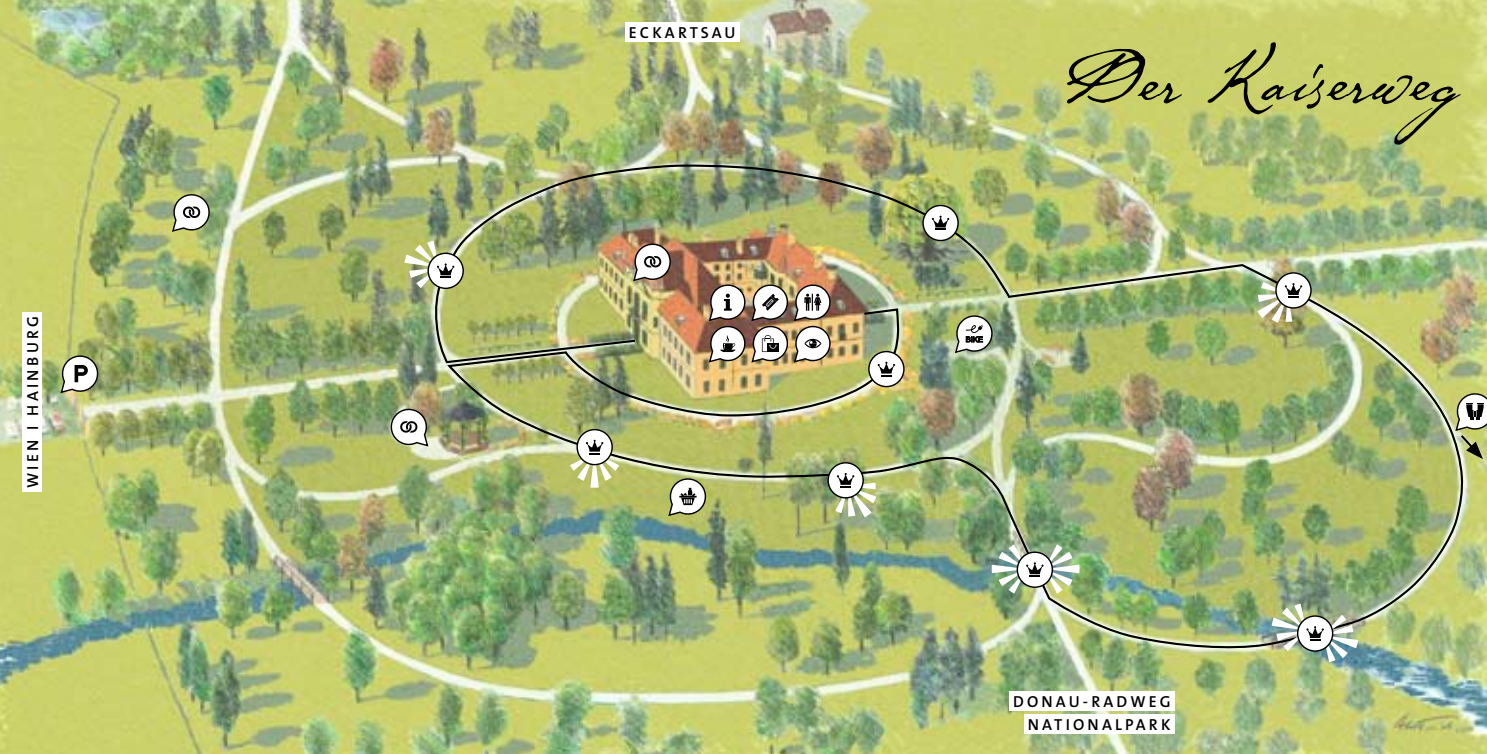 ECKARTSAU
Der Kaiserweg
WIEN | HAINBURG
P
i
e
BIKE
DONAU-RADWEG
NATIONALPARK